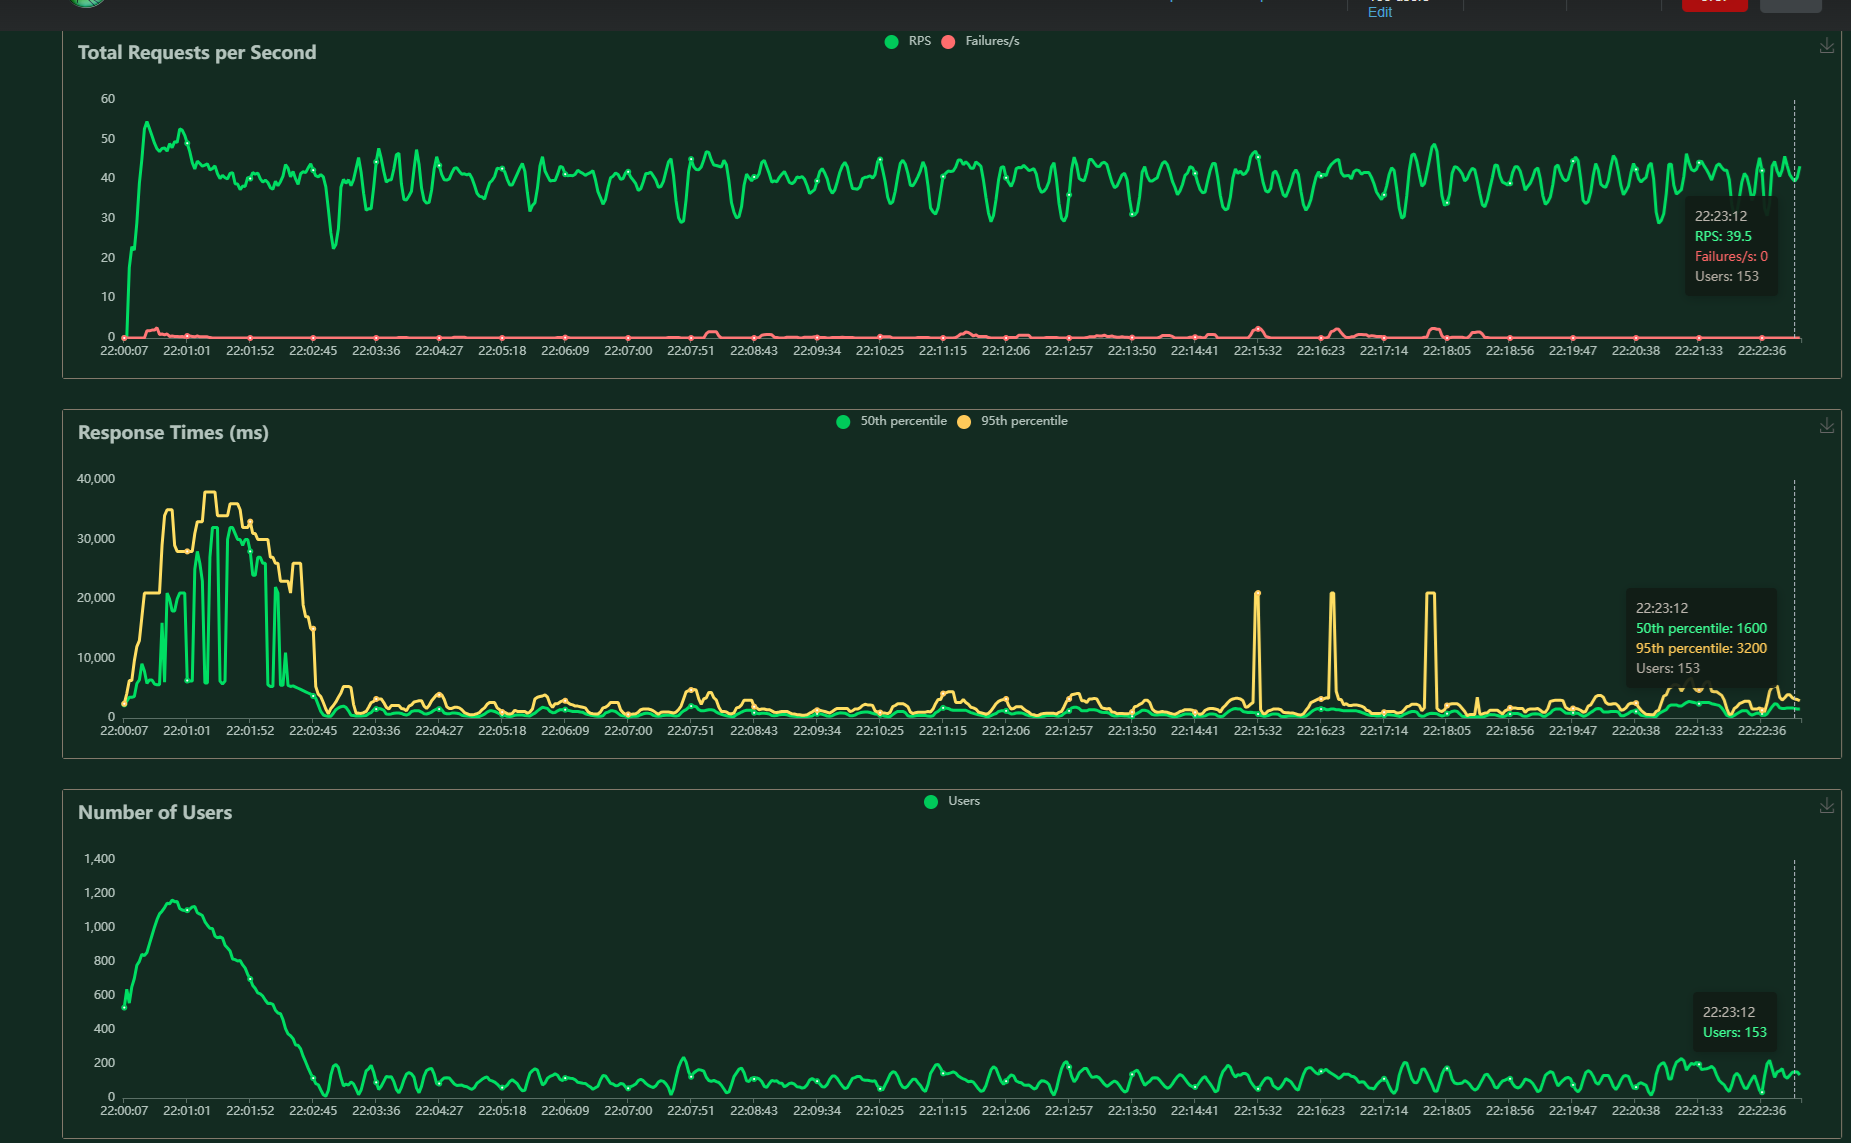 Edit
Total Requests per Second
RPS Failures/s
60
50
40
30
20
10
0
22:00:07 22:01:01 22:01:52 22:02:45 22:03:36 22:04:27 22:05:18 22:06:09 22:07:00 22:07:51 22:08:43 22:09:34 22:10:25 22:11:15 22:12:06 22:12:57 22:13:50 22:14:41 22:15:32 22:16:23 22:17:14 22:18:05 22:18:56 22:19:47 22:20:38 22:21:33 22:22:36
22:23:12
RPS: 39.5
Failures/s: 0
Users: 153
Response Times (ms)
50th percentile 95th percentile
40,000
30,000
20,000
10,000
0
22:00:07 22:01:01 22:01:52 22:02:45 22:03:36 22:04:27 22:05:18 22:06:09 22:07:00 22:07:51 22:08:43 22:09:34 22:10:25 22:11:15 22:12:06 22:12:57 22:13:50 22:14:41 22:15:32 22:16:23 22:17:14 22:18:05 22:18:56 22:19:47 22:20:38 22:21:33 22:22:36
22:23:12
50th percentile: 1600
95th percentile: 3200
Users: 153
Number of Users
Users
1,400
1,200
1,000
800
600
400
200
0
22:00:07 22:01:01 22:01:52 22:02:45 22:03:36 22:04:27 22:05:18 22:06:09 22:07:00 22:07:51 22:08:43 22:09:34 22:10:25 22:11:15 22:12:06 22:12:57 22:13:50 22:14:41 22:15:32 22:16:23 22:17:14 22:18:05 22:18:56 22:19:47 22:20:38 22:21:33 22:22:36
22:23:12
Users: 153